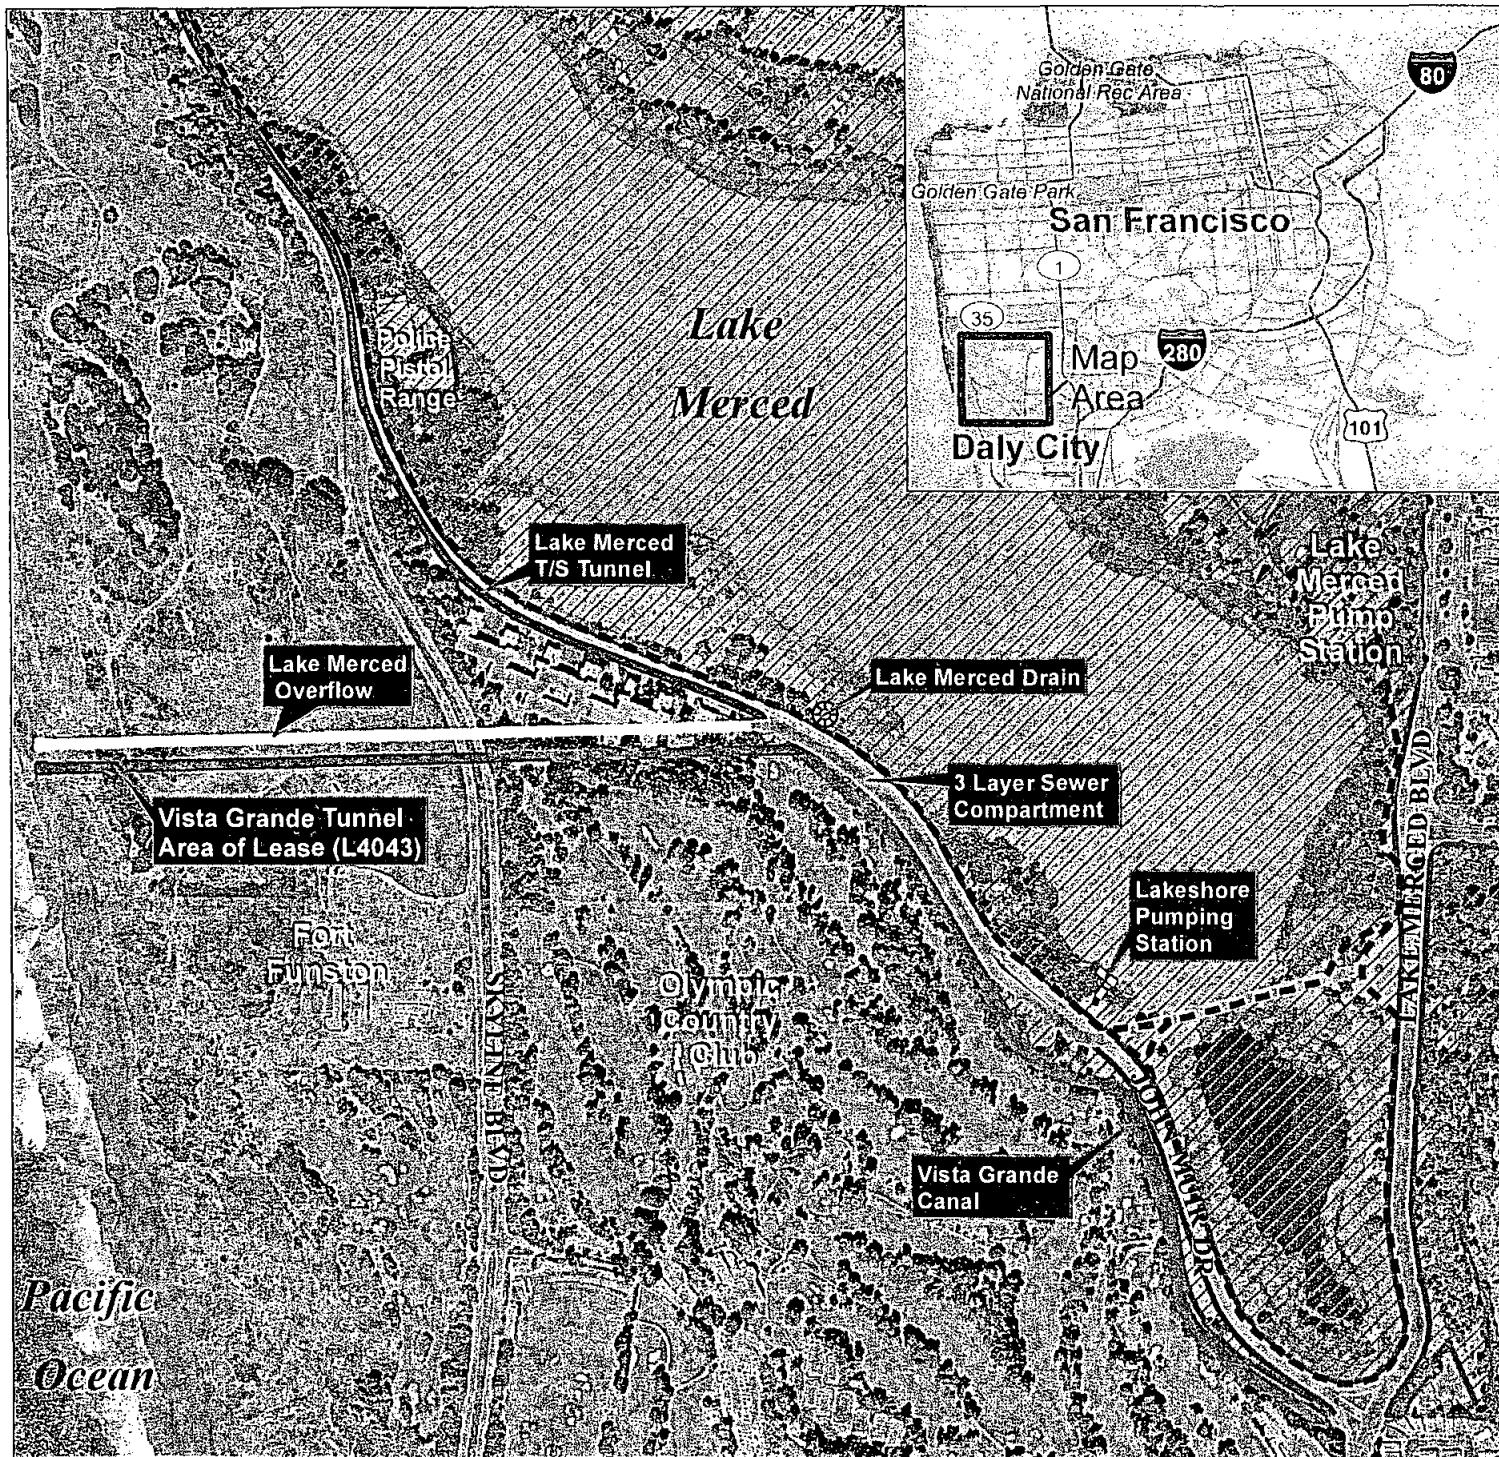 Golden Gate
National Rec Area
80
Golden Gate Park
San Francisco
1
35
280
Map
Area
101
Daly City
Lake
Merced
Police
Pistol
Range
Lake Merced
T/S Tunnel
Lake
Merced
Pump
Station
Lake Merced
Overflow
Lake Merced Drain
3 Layer Sewer
Compartment
Vista Grande Tunnel
Area of Lease (L4043)
Lakeshore
Pumping
Station
Fort
Funston
Olympic
Country
Club
SKYLINE BLVD
LAKE MERCED BLVD
JOHN MUIR DR
Vista Grande
Canal
Pacific
Ocean